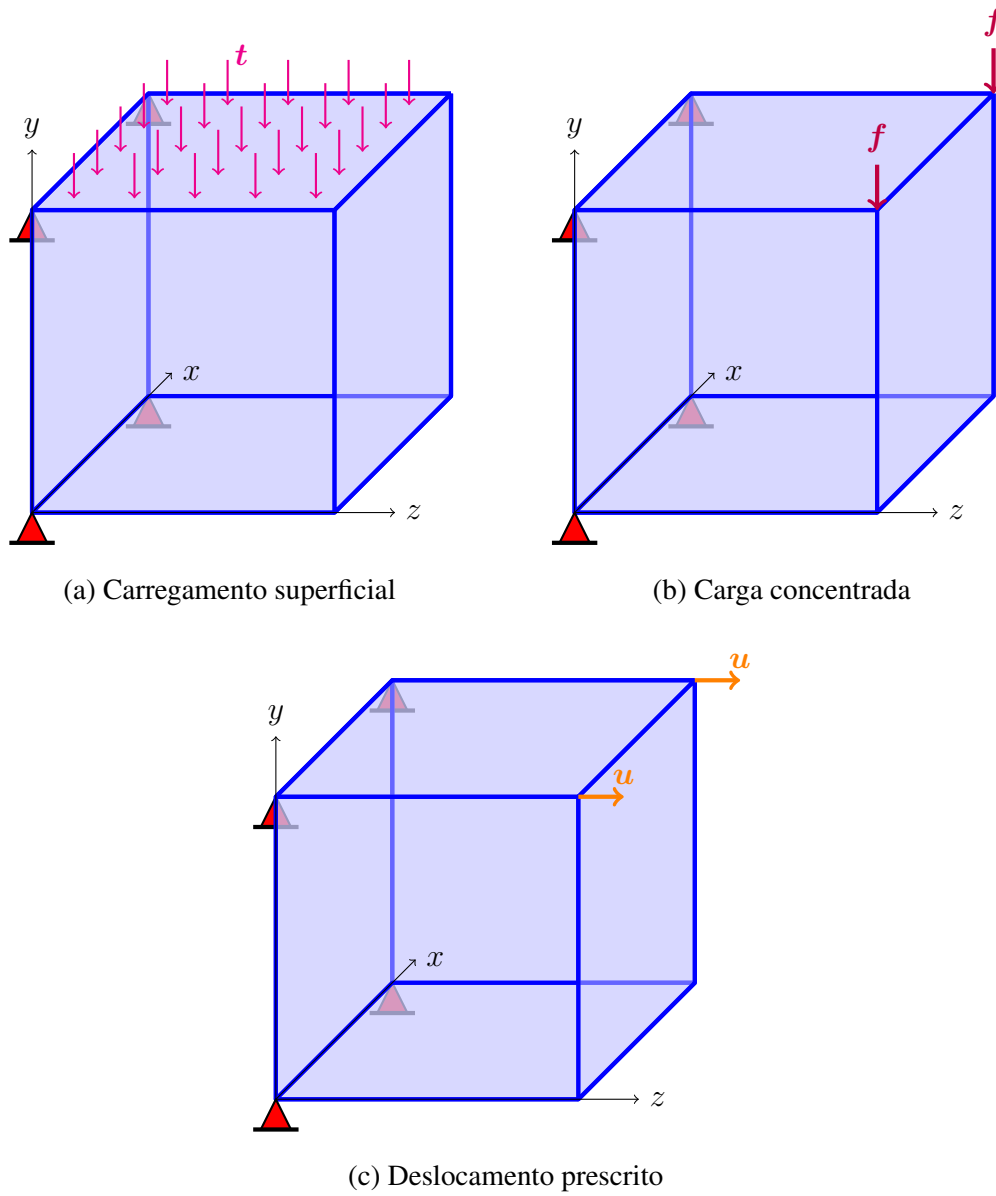 t
y
x
z
(a) Carregamento superficial
f
f
y
x
z
(b) Carga concentrada
u
u
y
x
z
(c) Deslocamento prescrito